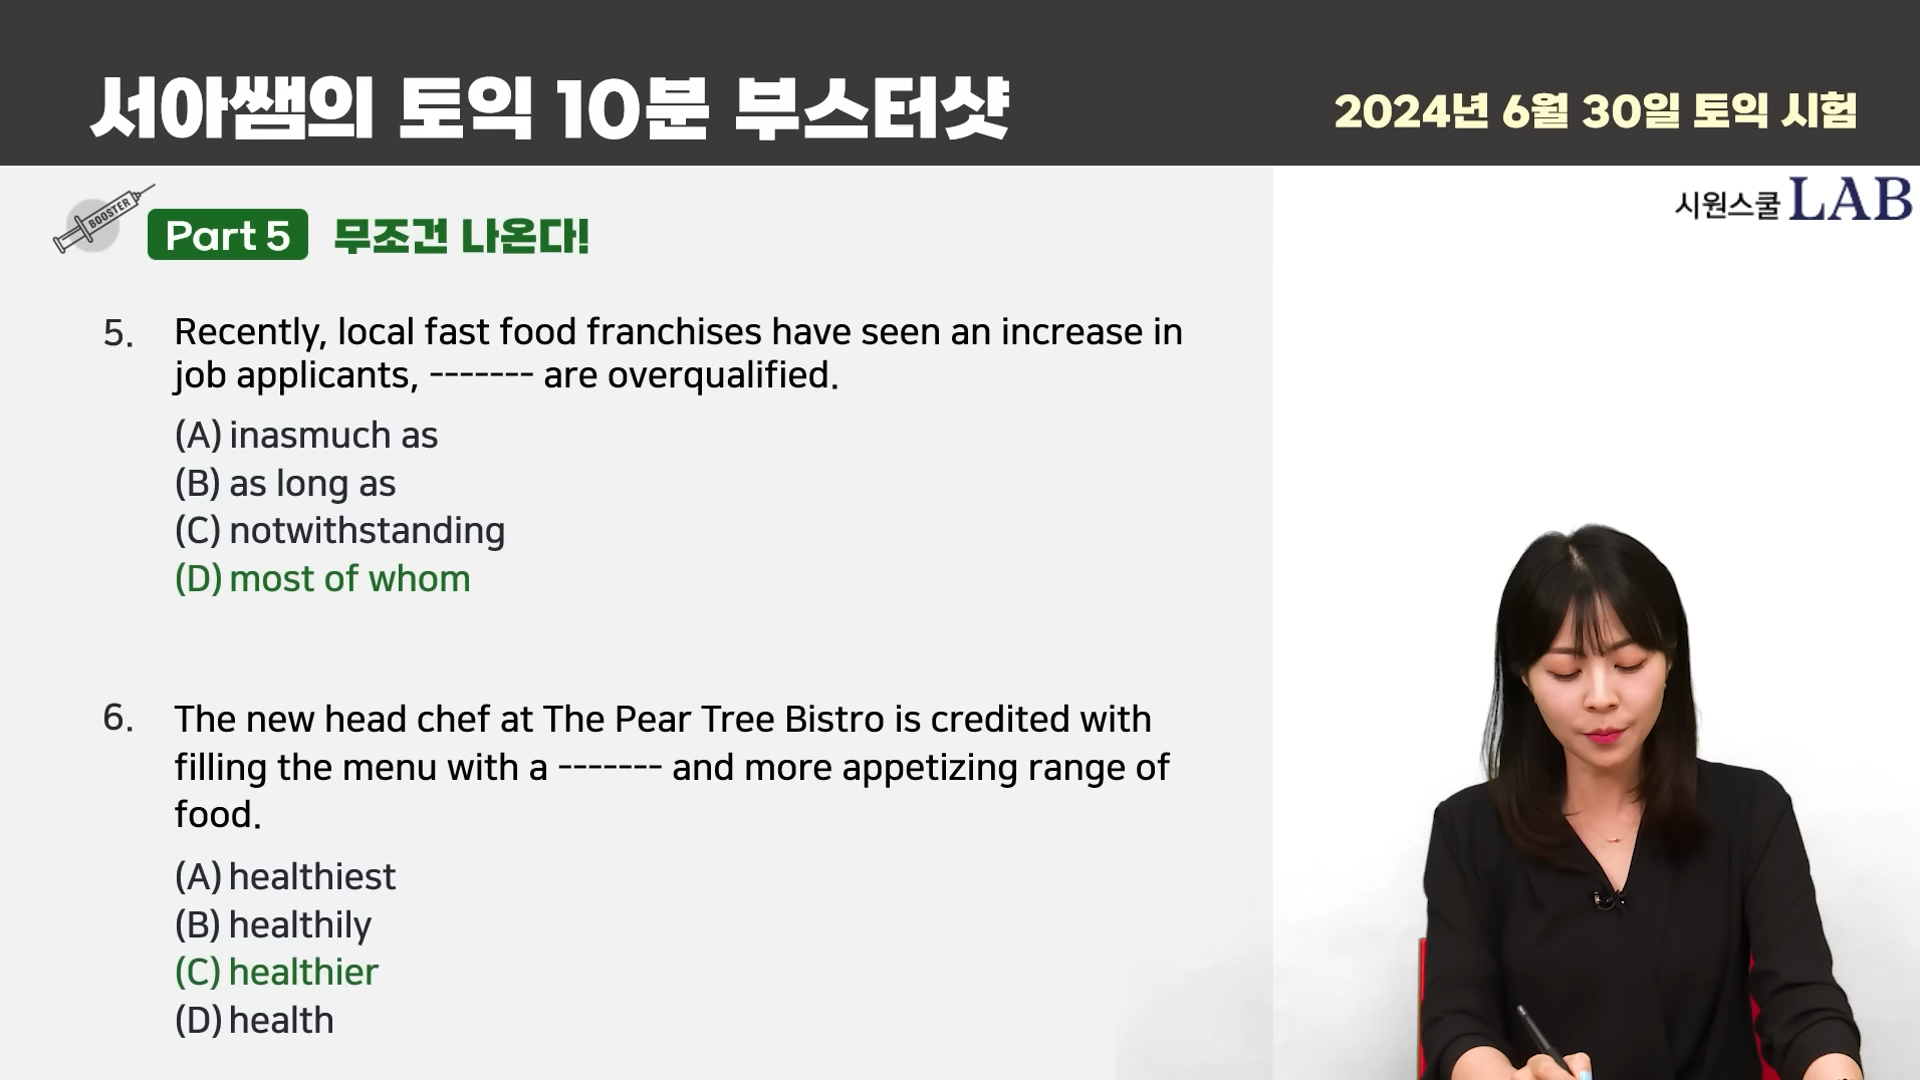 서아쌤의 토익 10분 부스터샷
2024년 6월 30일 토익 시험
시원스쿨 LAB
BOOSTER
Part 5 무조건 나온다!
5. Recently, local fast food franchises have seen an increase in
job applicants, ------- are overqualified.
(A) inasmuch as
(B) as long as
(C) notwithstanding
(D) most of whom
6. The new head chef at The Pear Tree Bistro is credited with
filling the menu with a ------- and more appetizing range of
food.
(A) healthiest
(B) healthily
(C) healthier
(D) health